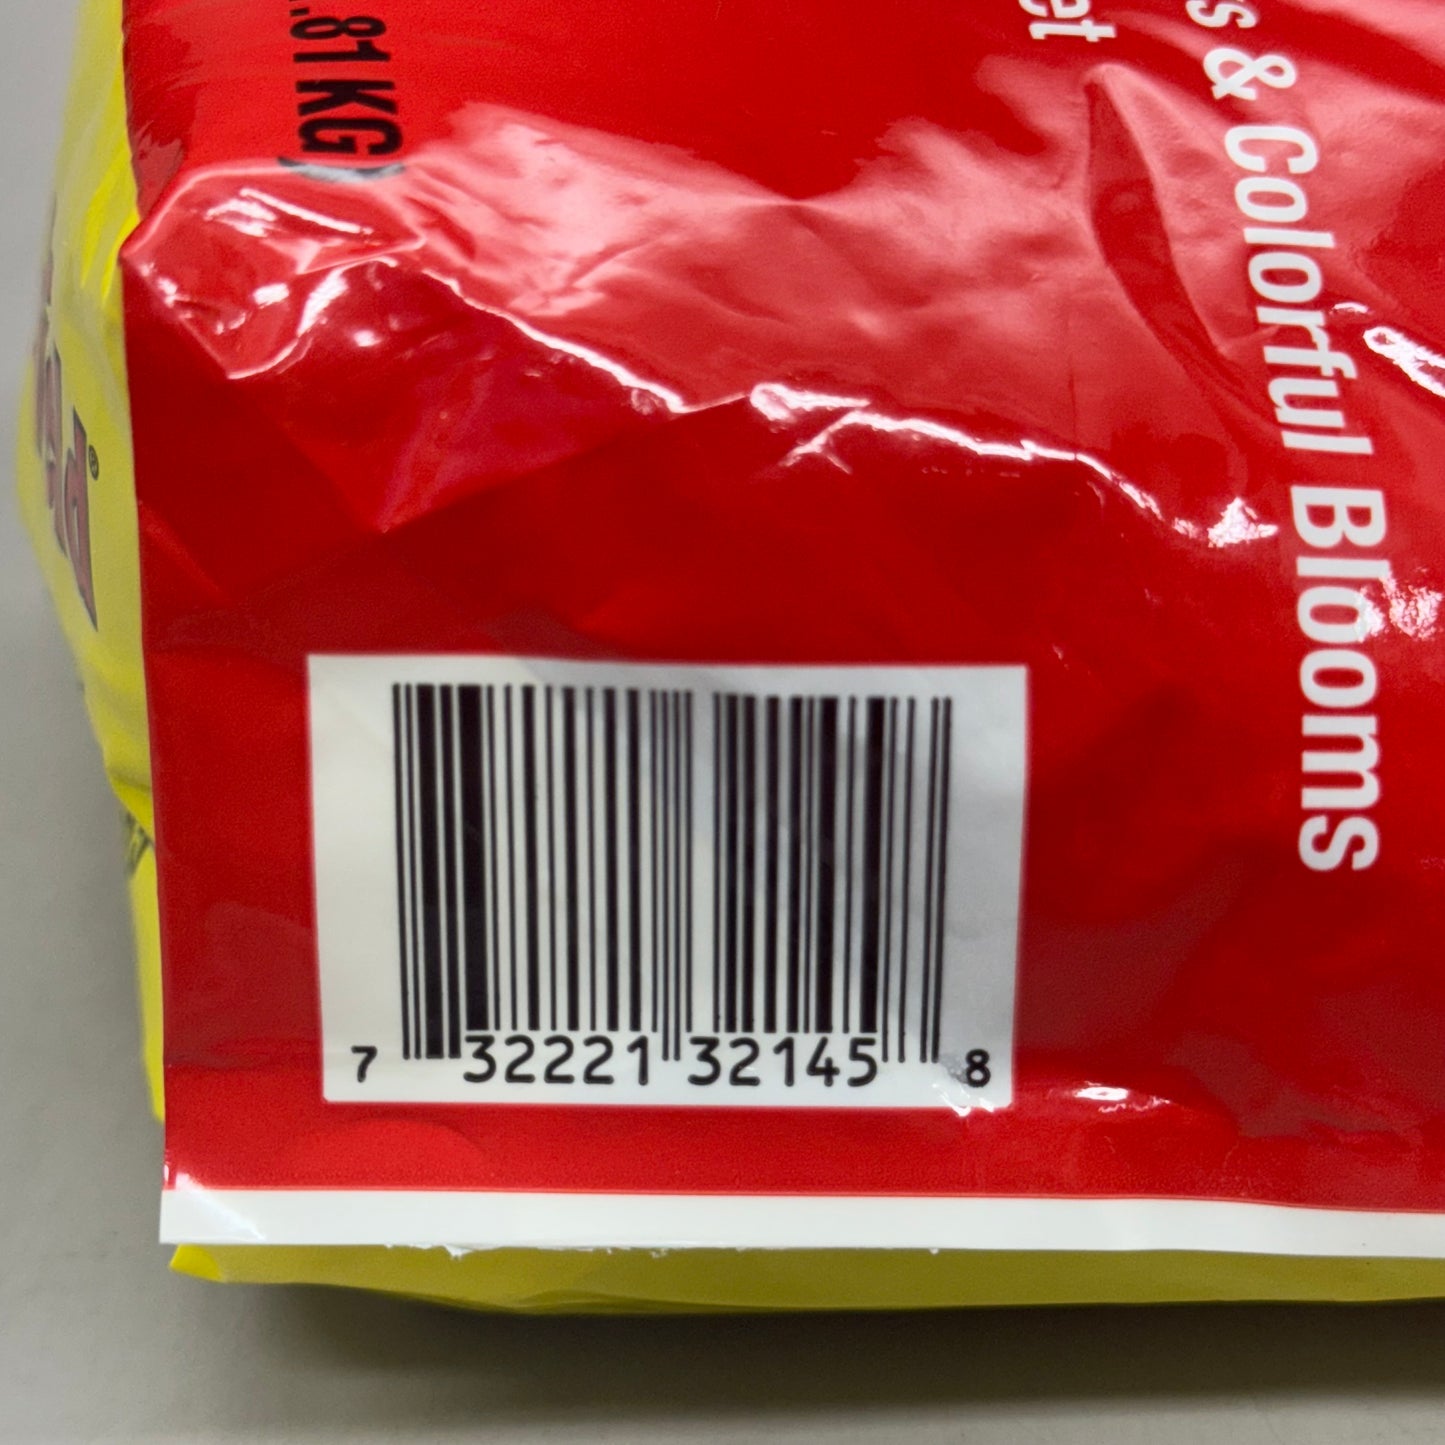 .81 KG)
& Colorful Blooms
7 32221 32145 8